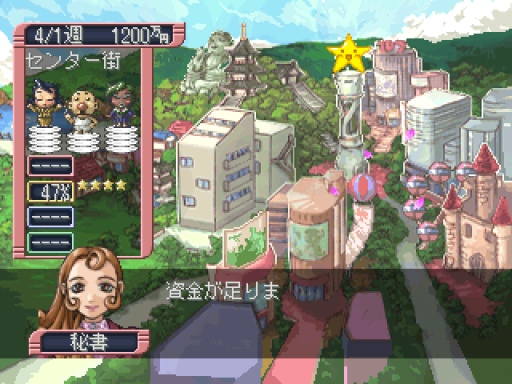 4/1週 1200万円
センター街
----
47%
----
----
資金が足りま
秘書